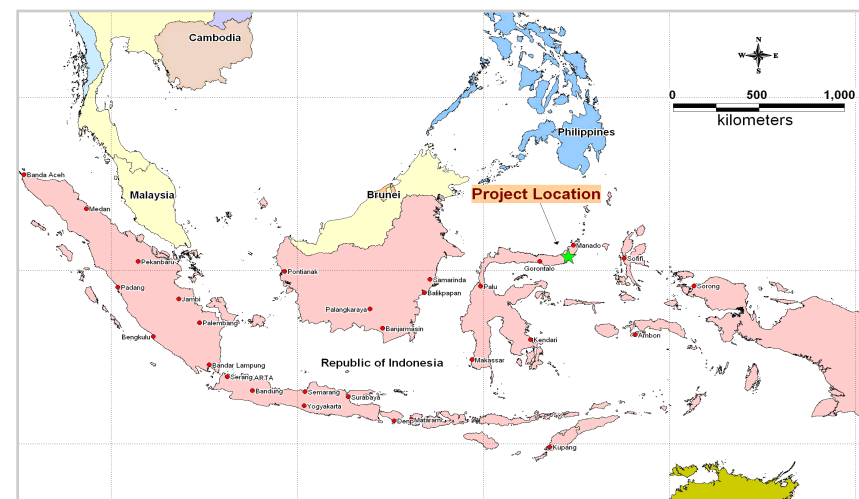 Cambodia
N
W E
S
0 500 1,000
kilometers
Philippines
Banda Aceh
Malaysia
Brunei
Project Location
Medan
Manado
Pekanbaru
Sofifi
Gorontalo
Pontianak
Samarinda
Padang
Palu
Sorong
Balikpapan
Jambi
Palangkaraya
Palembang
Banjarmasin
Bengkulu
Kendari
Ambon
Republic of Indonesia
Makassar
Bandar Lampung
Serang ARTA
Bandung
Semarang
Surabaya
Yogyakarta
Mataram
Kupang